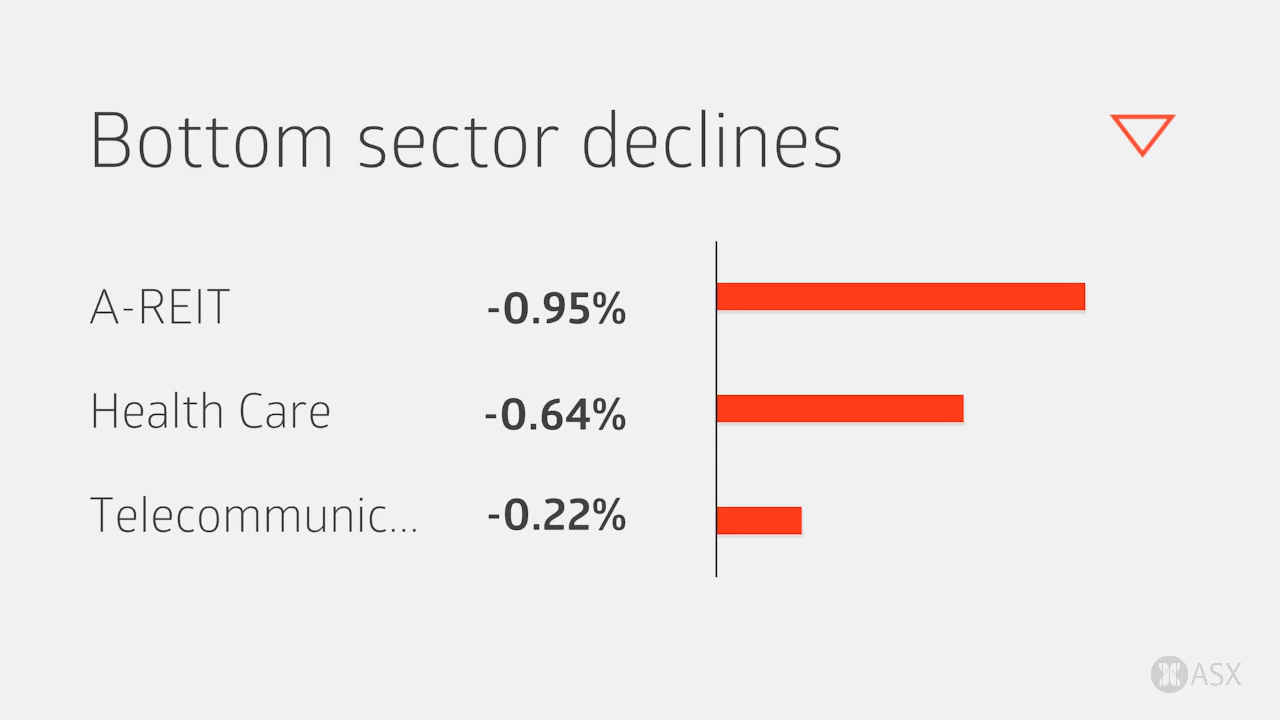 Bottom sector declines
A-REIT -0.95%
Health Care -0.64%
Telecommunic... -0.22%
ASX